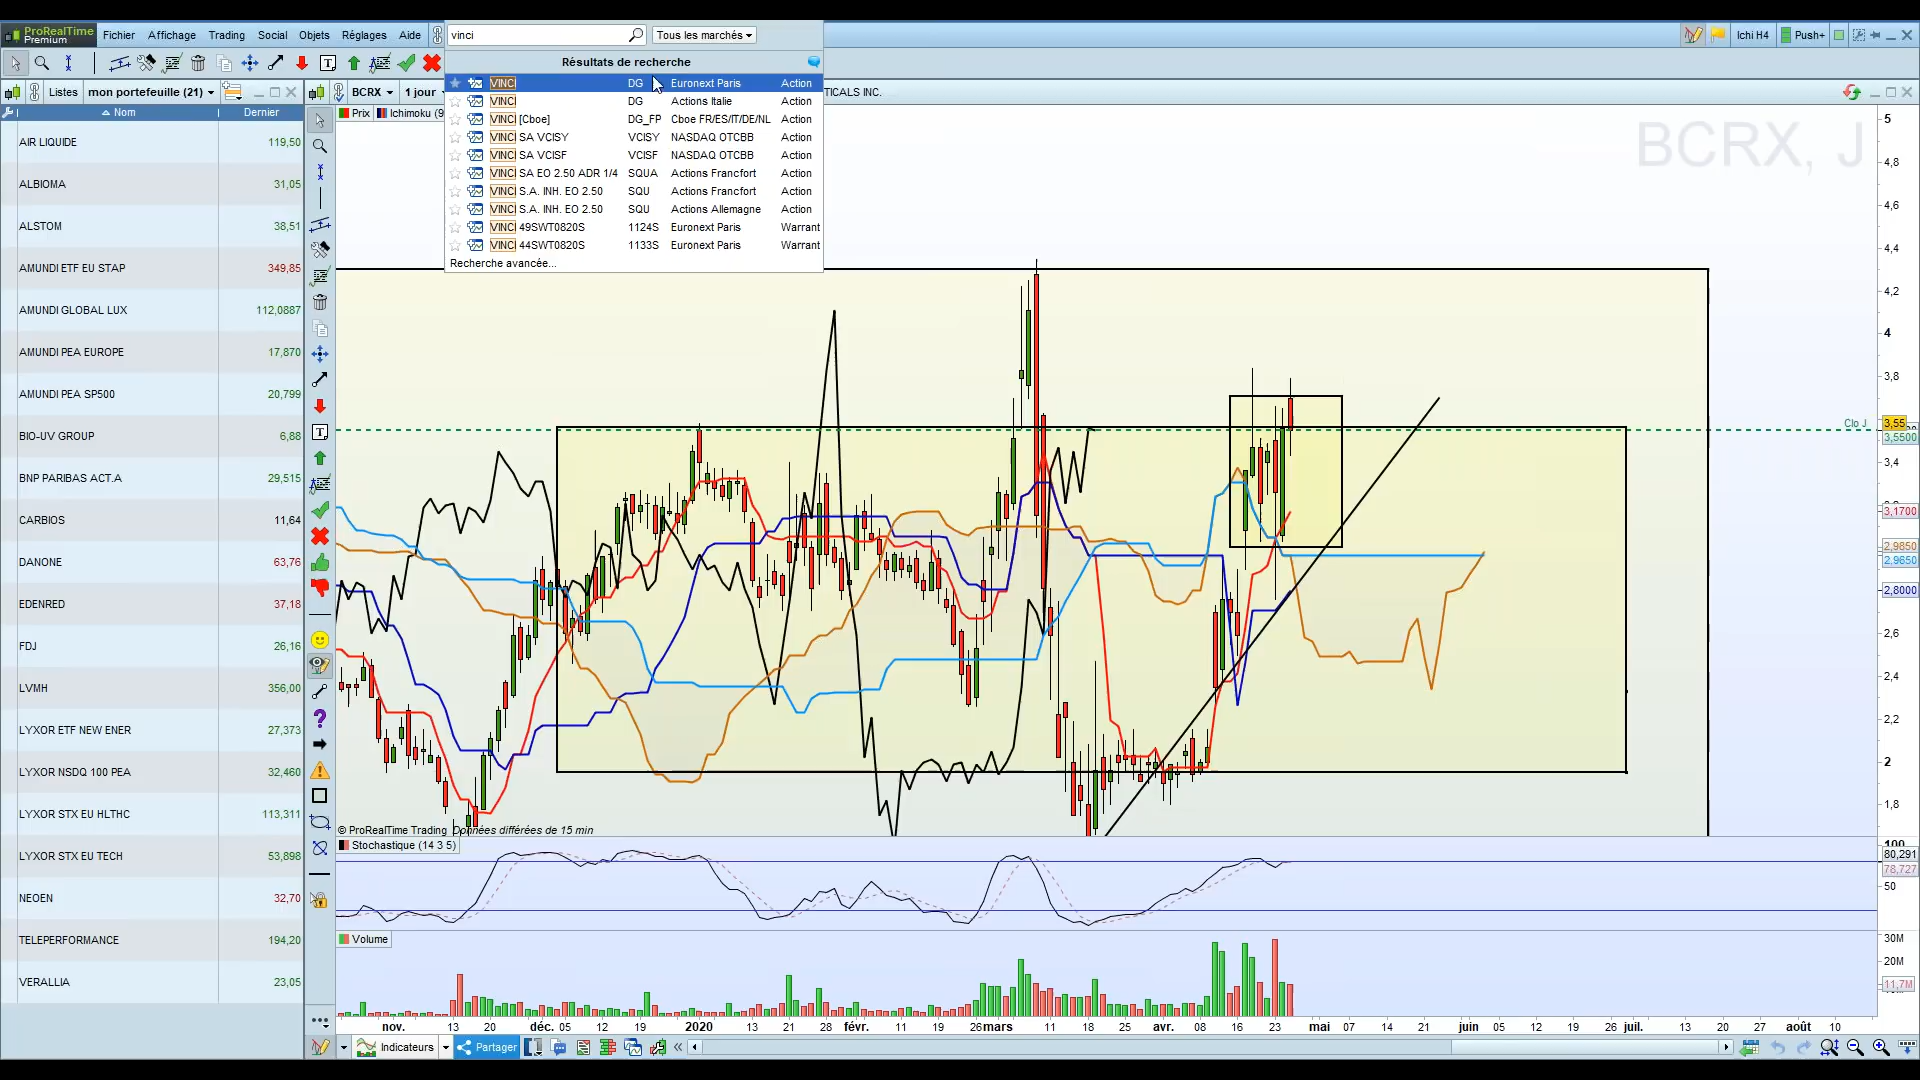 ProRealTime
Premium
Fichier Affichage Trading Social Objets Réglages Aide
vinci
Tous les marchés
Ichi H4 Push+
Résultats de recherche
VINCI DG Euronext Paris Action
VINCI DG Actions Italie Action
VINCI [Cboe] DG_FP Cboe FR/ES/IT/DE/NL Action
VINCI SA VCISY VCISY NASDAQ OTCBB Action
VINCI SA VCISF VCISF NASDAQ OTCBB Action
VINCI SA EO 2.50 ADR 1/4 SQUA Actions Francfort Action
VINCI S.A. INH. EO 2.50 SQU Actions Francfort Action
VINCI S.A. INH. EO 2.50 SQU Actions Allemagne Action
VINCI 49SWT0820S 1124S Euronext Paris Warrant
VINCI 44SWT0820S 1133S Euronext Paris Warrant
Recherche avancée...
Listes mon portefeuille (21)
Nom Dernier
AIR LIQUIDE 119,50
ALBIOMA 31,05
ALSTOM 38,51
AMUNDI ETF EU STAP 349,85
AMUNDI GLOBAL LUX 112,0887
AMUNDI PEA EUROPE 17,870
AMUNDI PEA SP500 20,799
BIO-UV GROUP 6,88
BNP PARIBAS ACT.A 29,515
CARBIOS 11,64
DANONE 63,76
EDENRED 37,18
FDJ 26,16
LVMH 356,00
LYXOR ETF NEW ENER 27,373
LYXOR NSDQ 100 PEA 32,460
LYXOR STX EU HLTHC 113,311
LYXOR STX EU TECH 53,898
NEOEN 32,70
TELEPERFORMANCE 194,20
VERALLIA 23,05
BCRX 1 jour TICALS INC.
Prix Ichimoku (9
BCRX, J
5
4,8
4,6
4,4
4,2
4
3,8
Clo J 3,55
3,5500
3,4
3,1700
2,9850
2,9650
2,8000
2,6
2,4
2,2
2
1,8
© ProRealTime Trading Données différées de 15 min
Stochastique (14 3 5)
100
80,291
78,727
50
Volume
30M
20M
11,7M
nov. 13 20 déc. 05 12 19 2020 13 21 28 févr. 11 19 26 mars 11 18 25 avr. 08 16 23 mai 07 14 21 juin 05 12 19 26 juil. 13 20 27 août 10
Indicateurs Partager